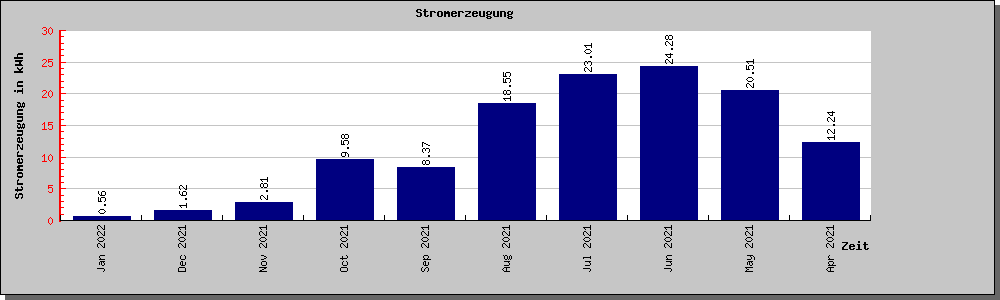 Stromerzeugung
Stromerzeugung in kWh
30
25
20
15
10
5
0
0.56
1.62
2.81
9.58
8.37
18.55
23.01
24.28
20.51
12.24
Jan 2022
Dec 2021
Nov 2021
Oct 2021
Sep 2021
Aug 2021
Jul 2021
Jun 2021
May 2021
Apr 2021
Zeit